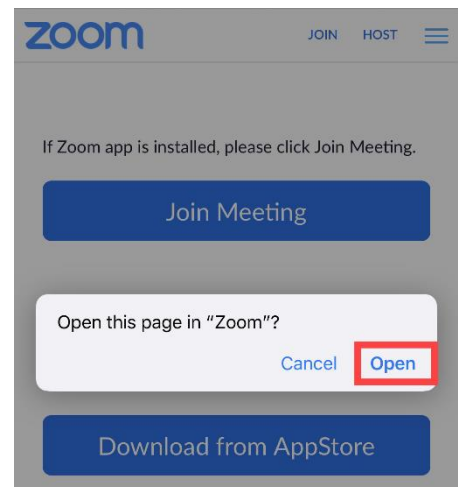 zoom JOIN HOST
If Zoom app is installed, please click Join Meeting.
Join Meeting
Open this page in “Zoom”?
Cancel Open
Download from AppStore